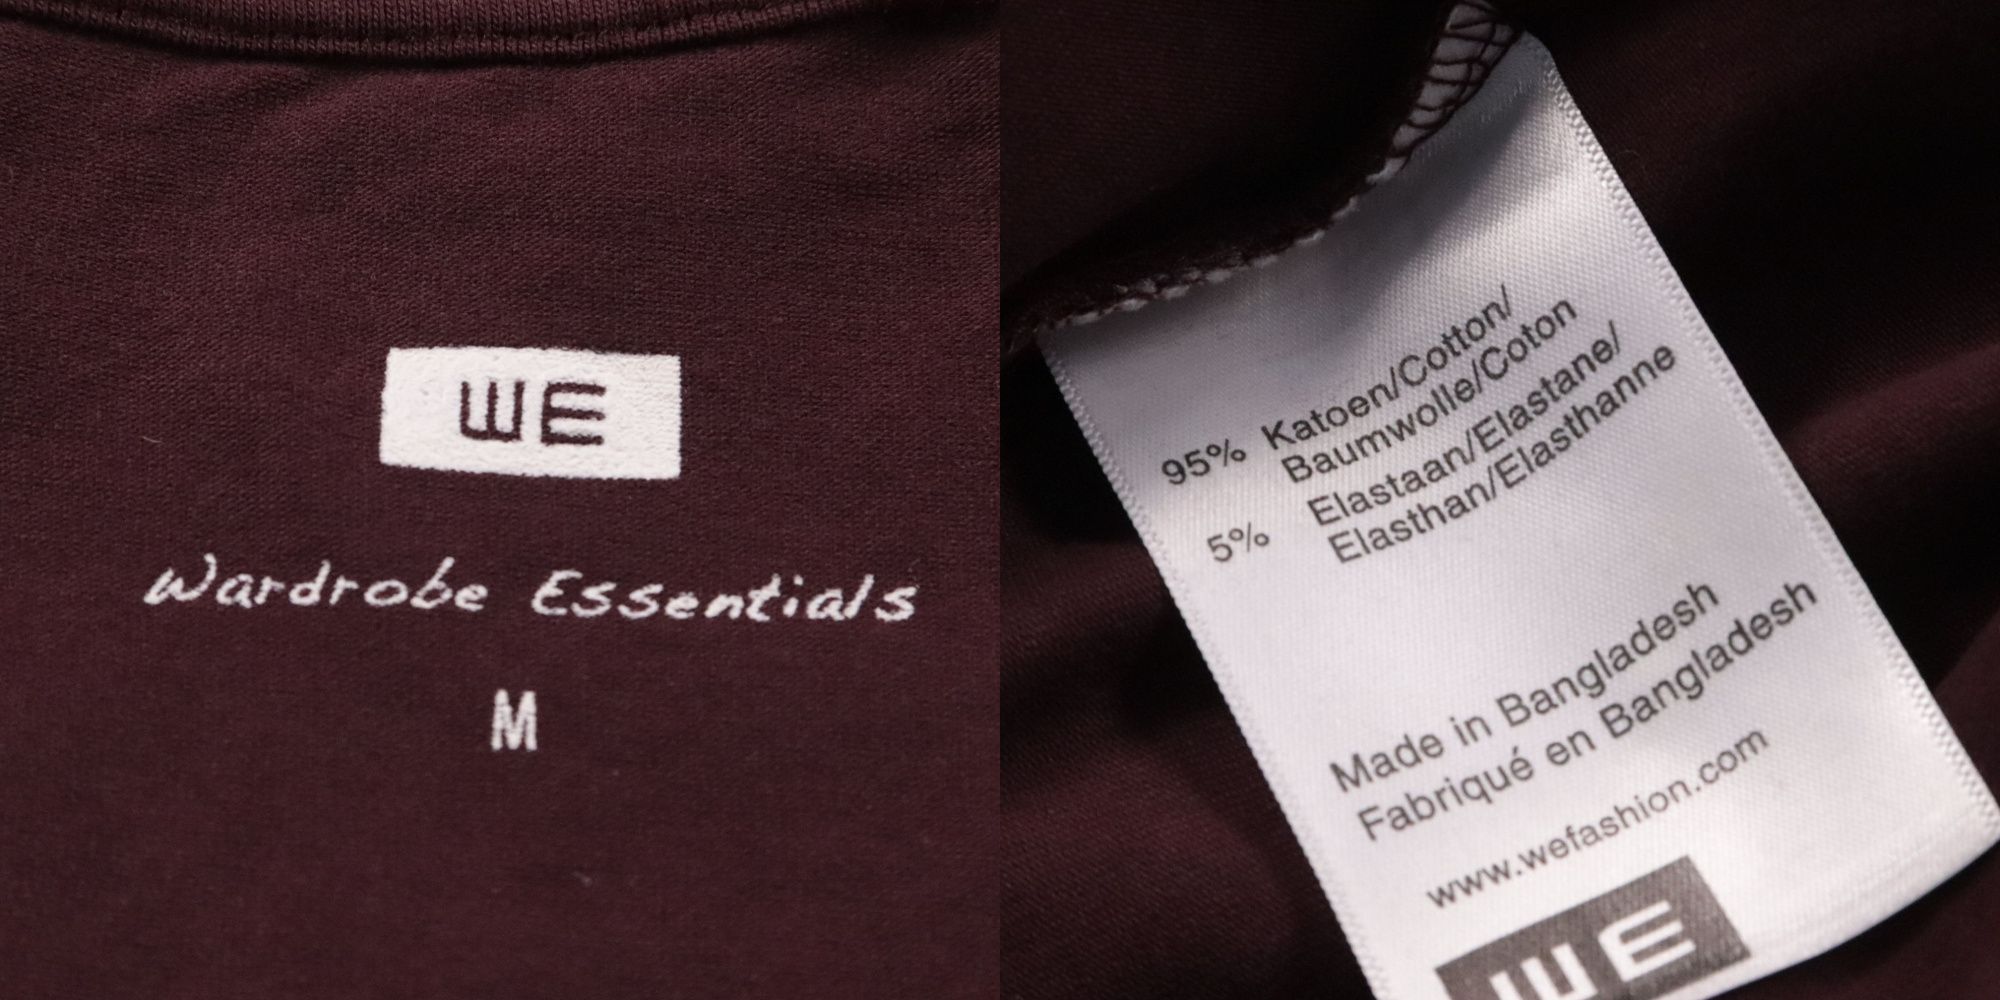 WE
Wardrobe Essentials
M
95% Katoen/Cotton/
Baumwolle/Coton
5% Elastaan/Elastane/
Elasthan/Elasthanne
Made in Bangladesh
Fabriqué en Bangladesh
www.wefashion.com
WE